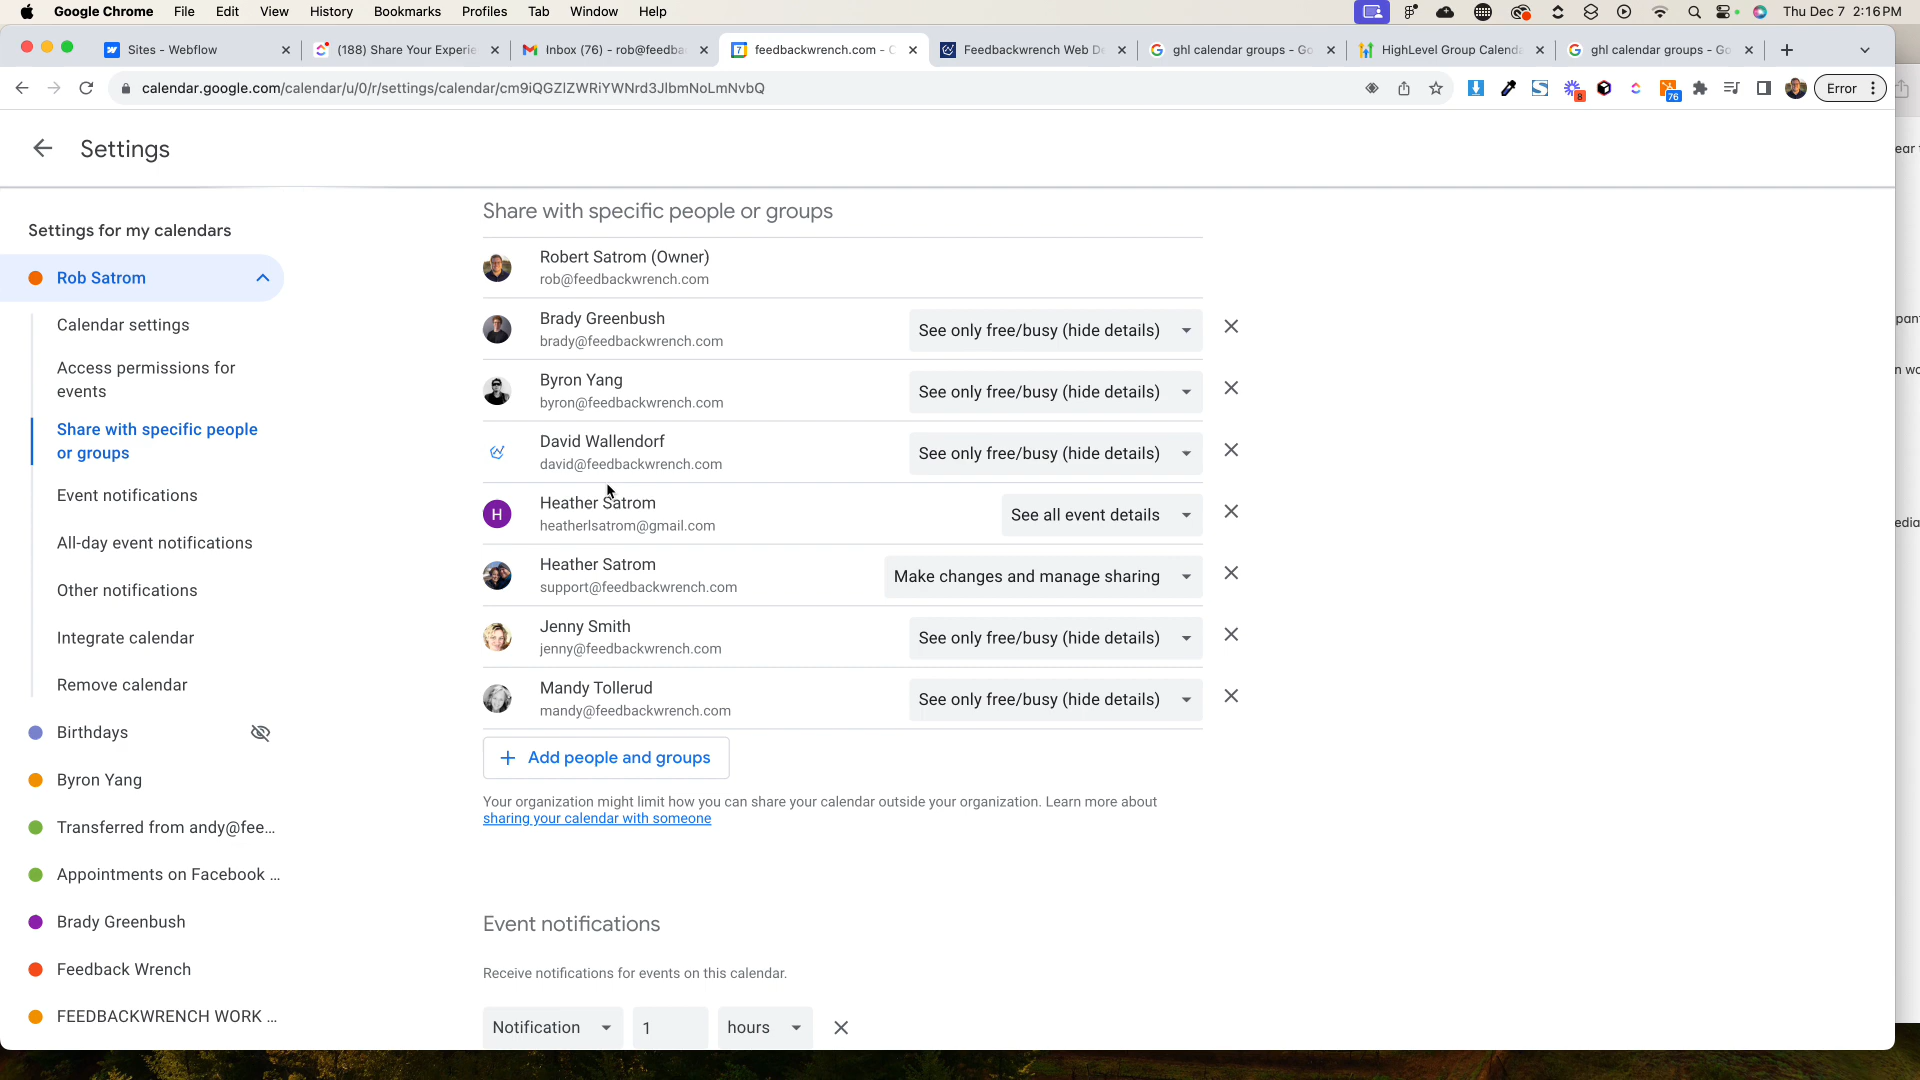 Google Chrome File Edit View History Bookmarks Profiles Tab Window Help Thu Dec 7 2:16 PM
Sites - Webflow
(188) Share Your Experie
Inbox (76) - rob@feedba
7 feedbackwrench.com - C
Feedbackwrench Web De
ghl calendar groups - Go
HighLevel Group Calenda
ghl calendar groups - Go
calendar.google.com/calendar/u/0/r/settings/calendar/cm9iQGZlZWRiYWNrd3JlbmNoLmNvbQ
8
76
Error
Settings
ear
pant
n wo
edia
Settings for my calendars
Rob Satrom
Calendar settings
Access permissions for
events
Share with specific people
or groups
Event notifications
All-day event notifications
Other notifications
Integrate calendar
Remove calendar
Birthdays
Byron Yang
Transferred from andy@fee...
Appointments on Facebook ...
Brady Greenbush
Feedback Wrench
FEEDBACKWRENCH WORK ...
Share with specific people or groups
Robert Satrom (Owner)
rob@feedbackwrench.com
Brady Greenbush
brady@feedbackwrench.com
See only free/busy (hide details)
Byron Yang
byron@feedbackwrench.com
See only free/busy (hide details)
David Wallendorf
david@feedbackwrench.com
See only free/busy (hide details)
H
Heather Satrom
heatherlsatrom@gmail.com
See all event details
Heather Satrom
support@feedbackwrench.com
Make changes and manage sharing
Jenny Smith
jenny@feedbackwrench.com
See only free/busy (hide details)
Mandy Tollerud
mandy@feedbackwrench.com
See only free/busy (hide details)
+ Add people and groups
Your organization might limit how you can share your calendar outside your organization. Learn more about
sharing your calendar with someone
Event notifications
Receive notifications for events on this calendar.
Notification 1 hours